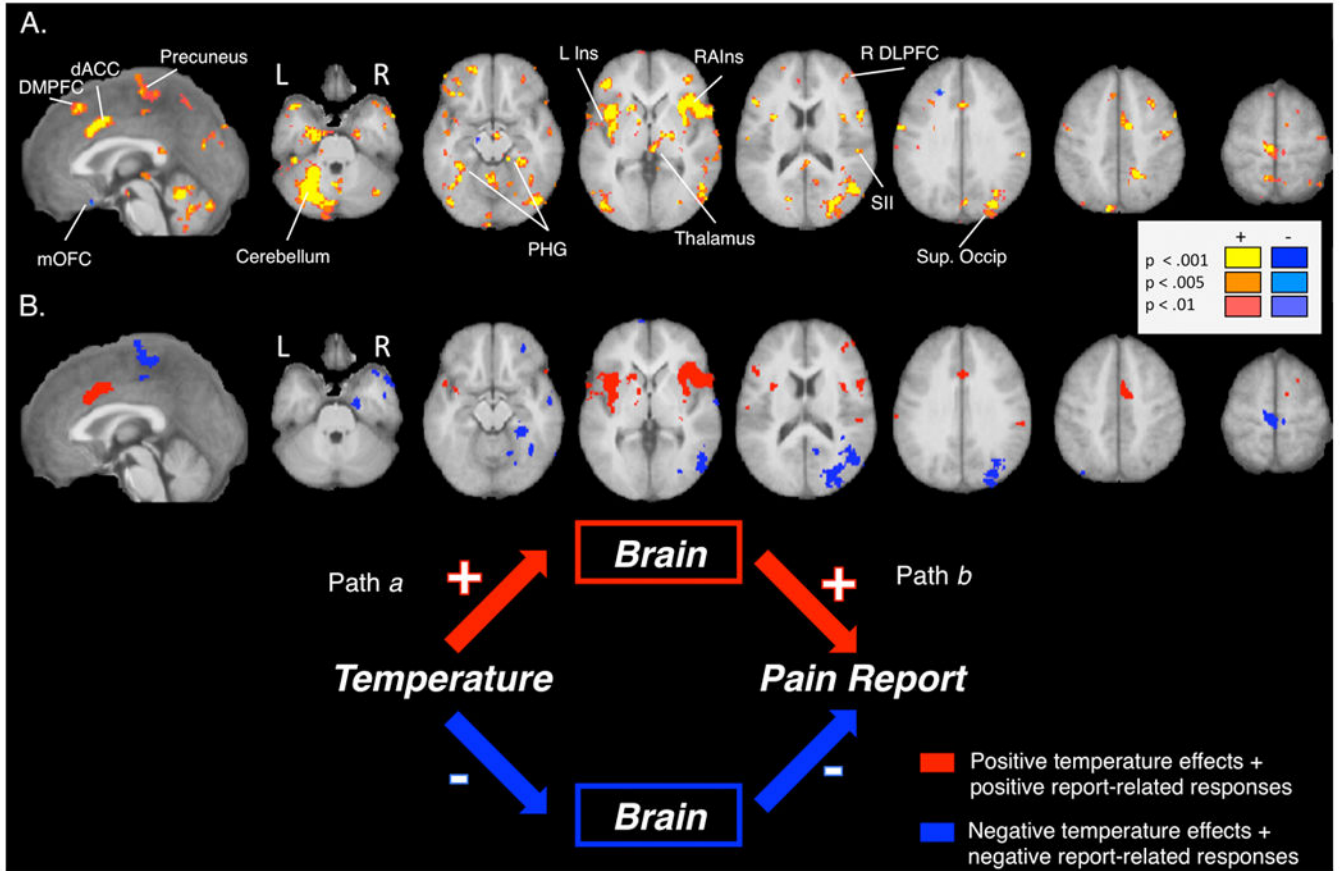 A.
Precuneus
dACC
DMPFC
mOFC
L
R
Cerebellum
PHG
L Ins
RAIns
Thalamus
R DLPFC
SII
Sup. Occip
+ -
p < .001
p < .005
p < .01
B.
L
R
Brain
Path a
+
+
Path b
Temperature
Pain Report
-
-
Brain
Positive temperature effects +
positive report-related responses
Negative temperature effects +
negative report-related responses